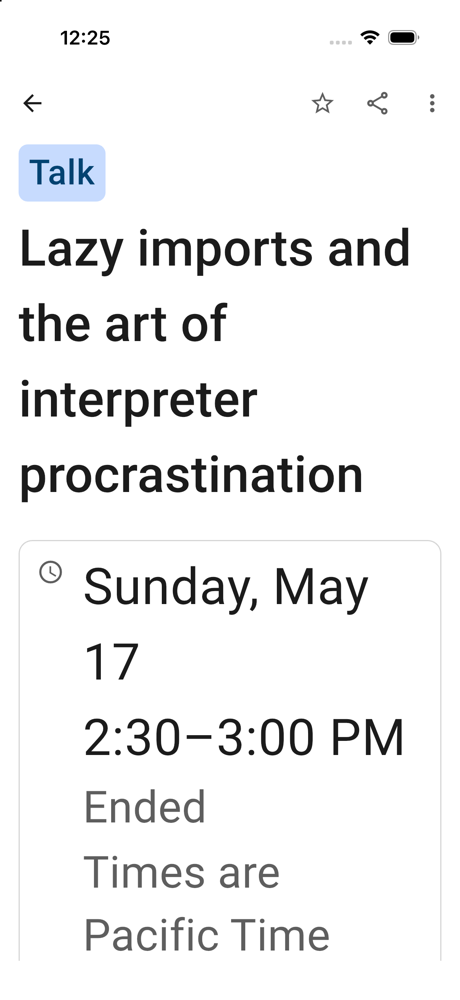 12:25
Talk
Lazy imports and
the art of
interpreter
procrastination
Sunday, May
17
2:30–3:00 PM
Ended
Times are
Pacific Time